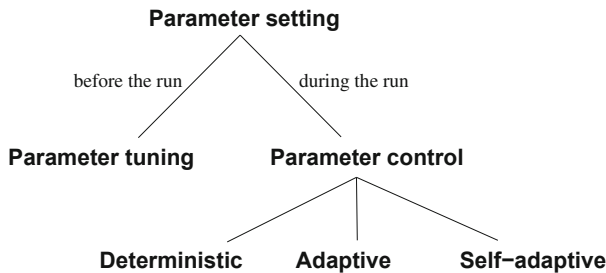 Parameter setting
before the run
during the run
Parameter tuning
Parameter control
Deterministic
Adaptive
Self−adaptive